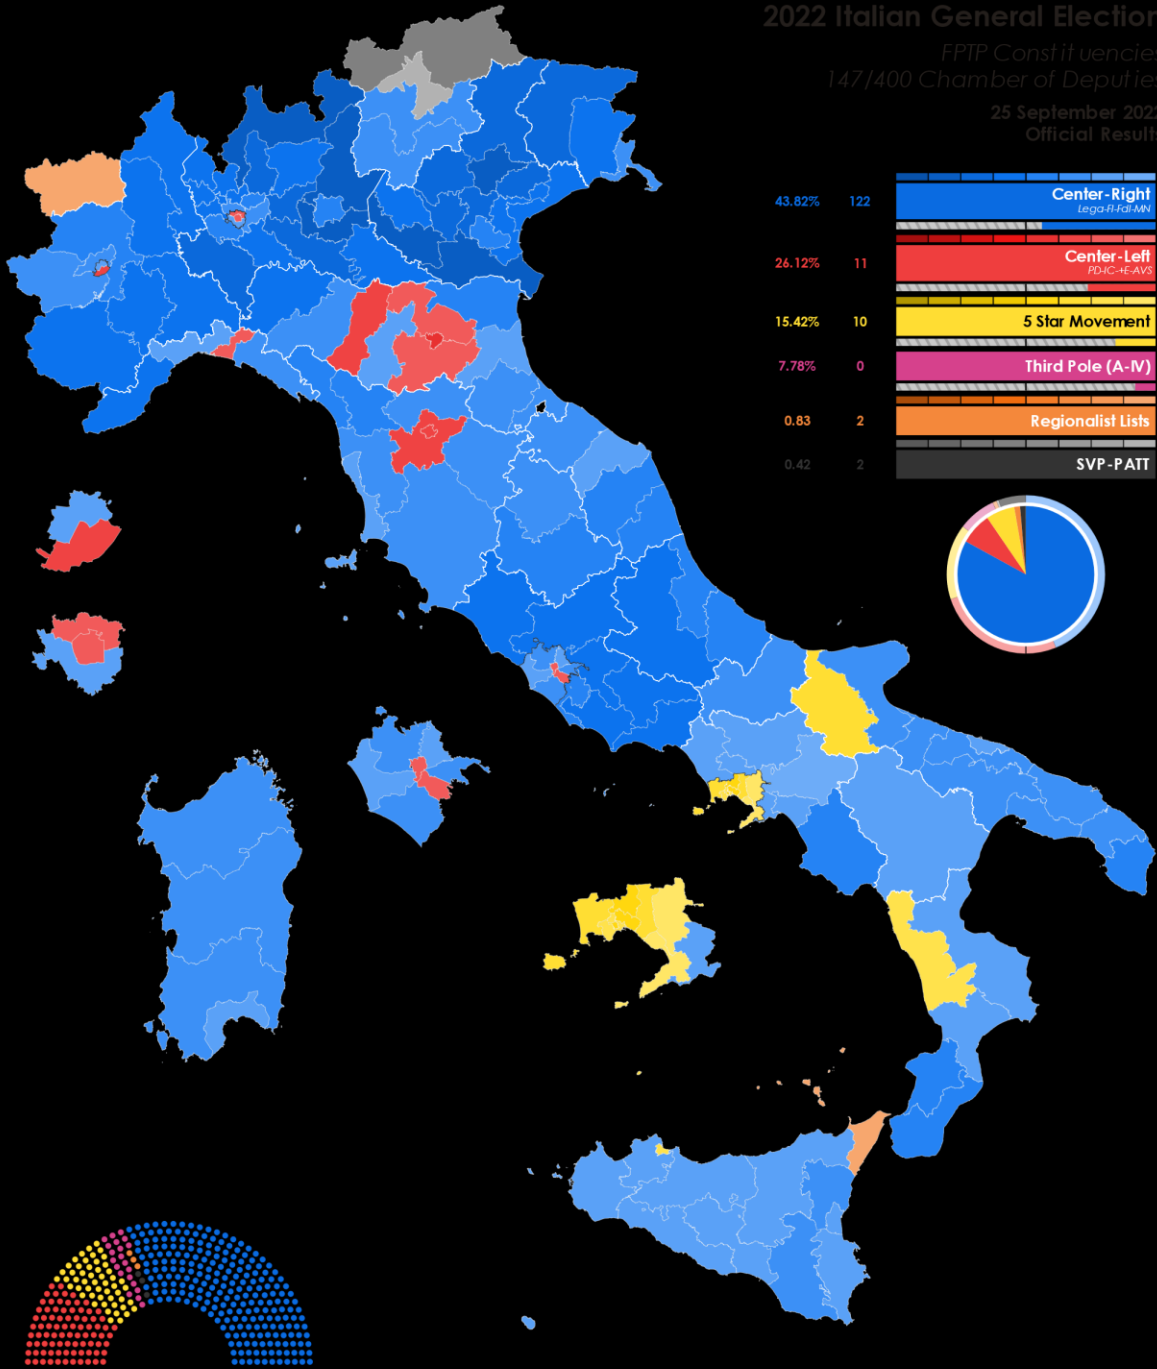 2022 Italian General Election
FPTP Constituencies
147/400 Chamber of Deputies
25 September 2022
Official Results
43.82% 122 Center-Right
Lega-FI-FdI-MN
26.12% 11 Center-Left
PD-IC-+E-AVS
15.42% 10 5 Star Movement
7.78% 0 Third Pole (A-IV)
0.83 2 Regionalist Lists
0.42 2 SVP-PATT